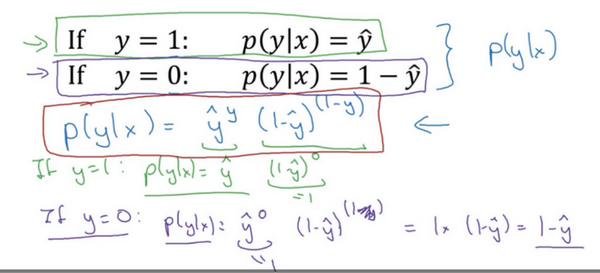 → If y = 1: p(y|x) = ŷ
→ If y = 0: p(y|x) = 1 − ŷ } p(y|x)
p(y|x) = ŷ^y (1-ŷ)^(1-y) ←
If y=1: p(y|x) = ŷ (1-ŷ)^0
=1
If y=0: p(y|x) = ŷ^0 (1-ŷ)^(1-y) = 1 × (1-ŷ) = 1-ŷ
=1